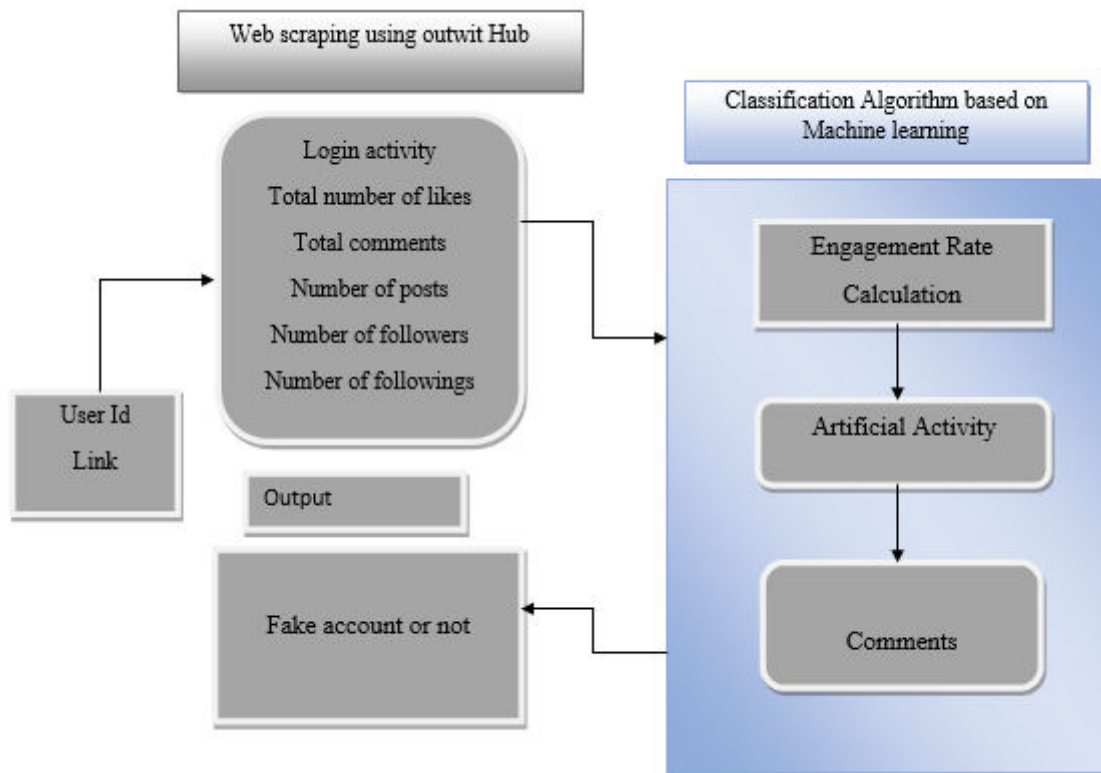 Web scraping using outwit Hub
Classification Algorithm based on
Machine learning
Login activity
Total number of likes
Total comments
Number of posts
Number of followers
Number of followings
User Id
Link
Engagement Rate
Calculation
Artificial Activity
Comments
Output
Fake account or not